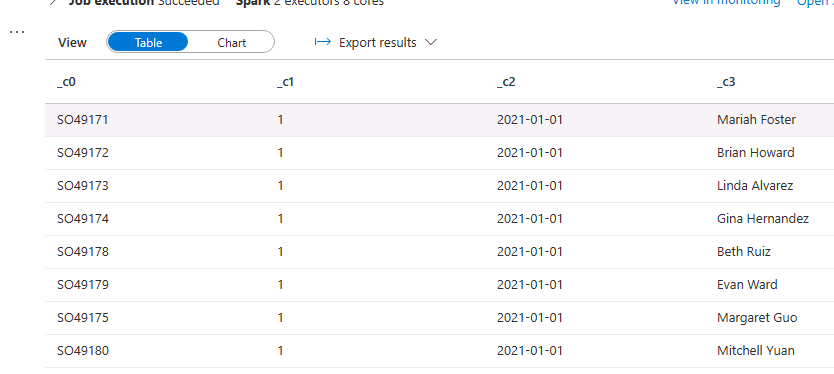 Job execution Succeeded Spark 2 executors 8 cores View in monitoring Open
... View Table Chart Export results
_c0 _c1 _c2 _c3
SO49171 1 2021-01-01 Mariah Foster
SO49172 1 2021-01-01 Brian Howard
SO49173 1 2021-01-01 Linda Alvarez
SO49174 1 2021-01-01 Gina Hernandez
SO49178 1 2021-01-01 Beth Ruiz
SO49179 1 2021-01-01 Evan Ward
SO49175 1 2021-01-01 Margaret Guo
SO49180 1 2021-01-01 Mitchell Yuan